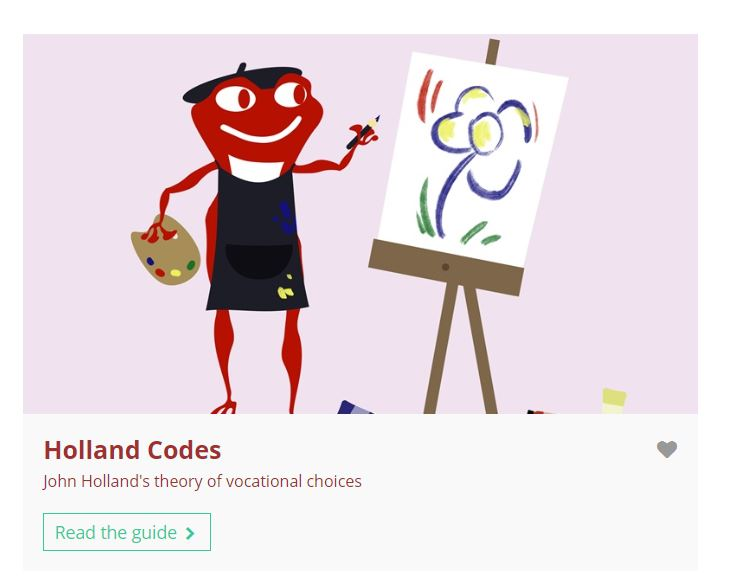 Holland Codes
John Holland's theory of vocational choices
Read the guide